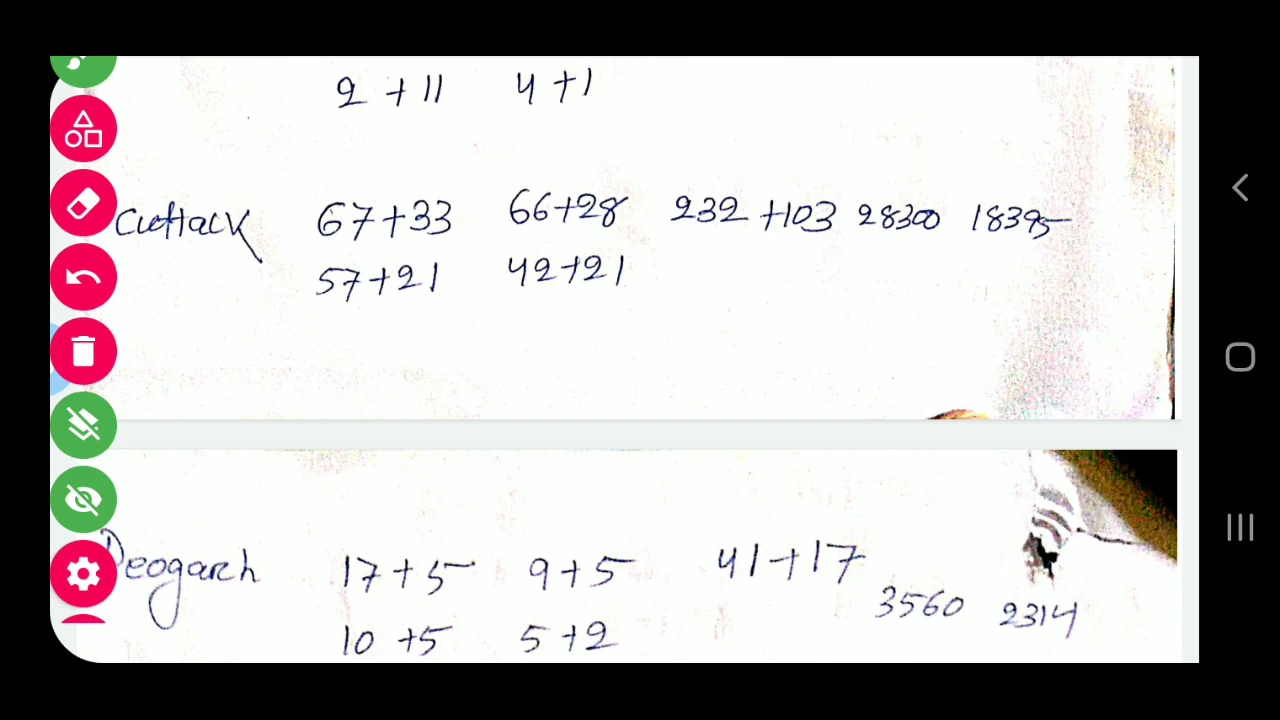 2 + 11 4 + 1
Cuttack 67+33 66+28 232 +103 28300 18395
57+21 42+21
Deogarh 17+5 9+5 41+17
3560 2314
10 +5 5+2